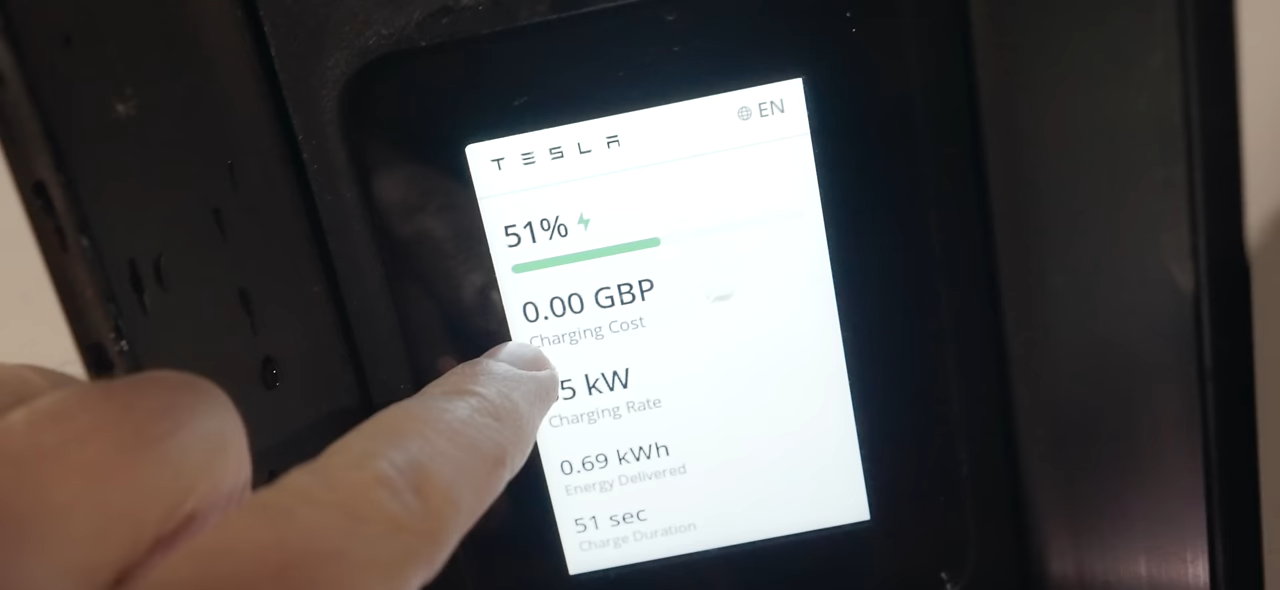 TESLA
EN
51%
0.00 GBP
Charging Cost
5 kW
Charging Rate
0.69 kWh
Energy Delivered
51 sec
Charge Duration